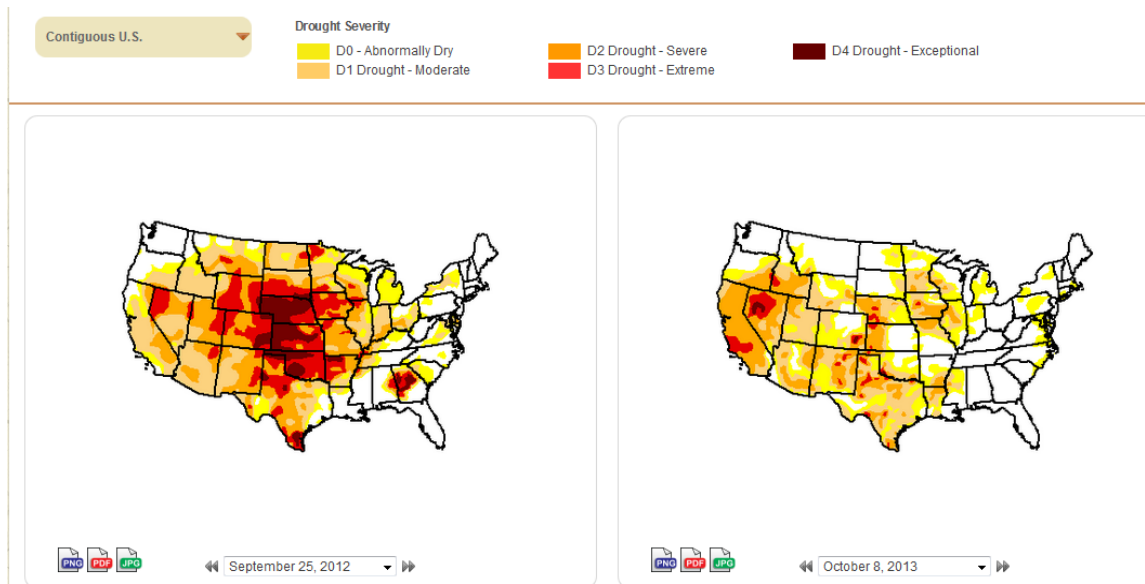 Contiguous U.S.
Drought Severity
D0 - Abnormally Dry
D2 Drought - Severe
D4 Drought - Exceptional
D1 Drought - Moderate
D3 Drought - Extreme
PNG PDF JPG
September 25, 2012
PNG PDF JPG
October 8, 2013